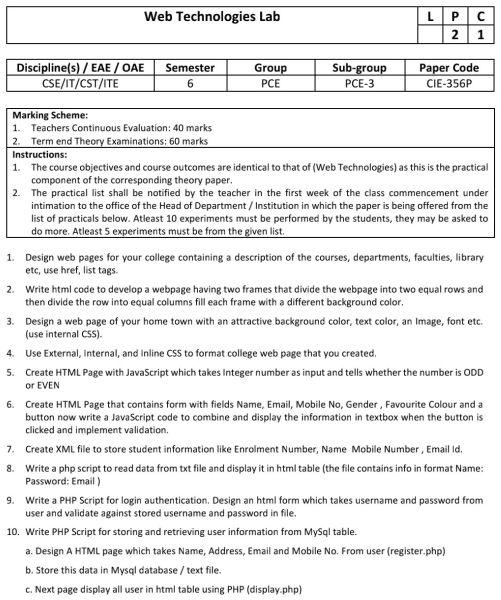 Web Technologies Lab L P C
2 1
Discipline(s) / EAE / OAE Semester Group Sub-group Paper Code
CSE/IT/CST/ITE 6 PCE PCE-3 CIE-356P
Marking Scheme:
1. Teachers Continuous Evaluation: 40 marks
2. Term end Theory Examinations: 60 marks
Instructions:
1. The course objectives and course outcomes are identical to that of (Web Technologies) as this is the practical
component of the corresponding theory paper.
2. The practical list shall be notified by the teacher in the first week of the class commencement under
intimation to the office of the Head of Department / Institution in which the paper is being offered from the
list of practicals below. Atleast 10 experiments must be performed by the students, they may be asked to
do more. Atleast 5 experiments must be from the given list.
1. Design web pages for your college containing a description of the courses, departments, faculties, library
etc, use href, list tags.
2. Write html code to develop a webpage having two frames that divide the webpage into two equal rows and
then divide the row into equal columns fill each frame with a different background color.
3. Design a web page of your home town with an attractive background color, text color, an Image, font etc.
(use internal CSS).
4. Use External, Internal, and Inline CSS to format college web page that you created.
5. Create HTML Page with JavaScript which takes Integer number as input and tells whether the number is ODD
or EVEN
6. Create HTML Page that contains form with fields Name, Email, Mobile No, Gender , Favourite Colour and a
button now write a JavaScript code to combine and display the information in textbox when the button is
clicked and implement validation.
7. Create XML file to store student information like Enrolment Number, Name Mobile Number , Email Id.
8. Write a php script to read data from txt file and display it in html table (the file contains info in format Name:
Password: Email )
9. Write a PHP Script for login authentication. Design an html form which takes username and password from
user and validate against stored username and password in file.
10. Write PHP Script for storing and retrieving user information from MySql table.
a. Design A HTML page which takes Name, Address, Email and Mobile No. From user (register.php)
b. Store this data in Mysql database / text file.
c. Next page display all user in html table using PHP (display.php)